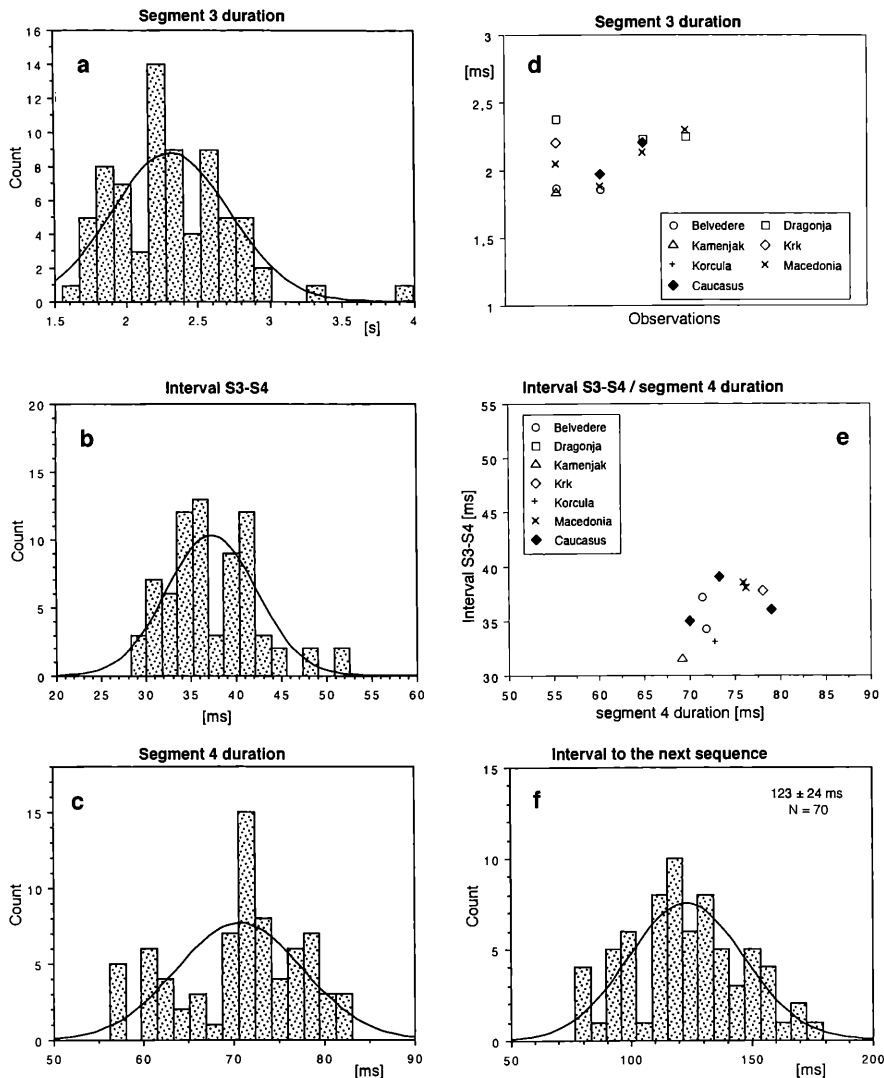 Segment 3 duration
a
Count
16
14
12
10
8
6
4
2
0
1.5
2
2.5
3
3.5
4
[s]
Segment 3 duration
d
[ms]
3
2,5
2
1.5
1
Belvedere
Dragonja
Kamenjak
Krk
Korcula
Macedonia
Caucasus
Observations
Interval S3-S4
b
Count
20
15
10
5
0
20
25
30
35
40
45
50
55
60
[ms]
Interval S3-S4 / segment 4 duration
e
Interval S3-S4 [ms]
55
50
45
40
35
30
Belvedere
Dragonja
Kamenjak
Krk
Korcula
Macedonia
Caucasus
50
55
60
65
70
75
80
85
90
segment 4 duration [ms]
Segment 4 duration
c
Count
15
10
5
0
50
60
70
80
90
[ms]
Interval to the next sequence
f
123 ± 24 ms
N = 70
Count
15
10
5
0
50
100
150
200
[ms]